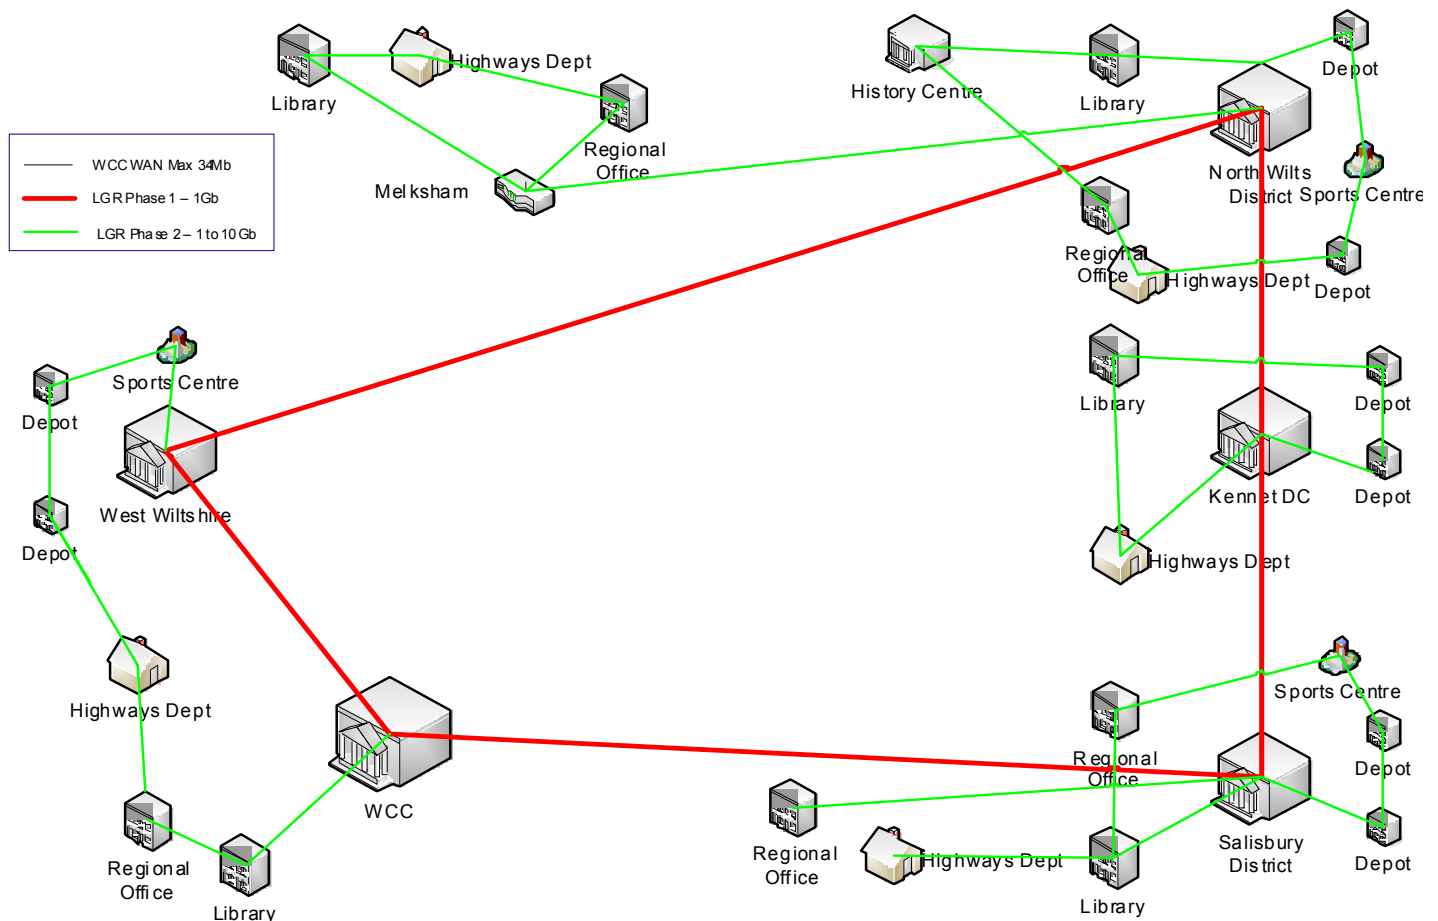 Highways Dept
Library
Regional
Office
Melksham
WCC WAN Max 34Mb
LGR Phase 1 – 1Gb
LGR Phase 2 – 1 to 10Gb
History Centre
Library
Depot
North Wilts
District
Sports Centre
Regional
Office
Highways Dept
Depot
Library
Depot
Kennet DC
Depot
Highways Dept
Sports Centre
Depot
West Wiltshire
Depot
Highways Dept
WCC
Regional
Office
Library
Sports Centre
Regional
Office
Depot
Regional
Office
Highways Dept
Library
Salisbury
District
Depot